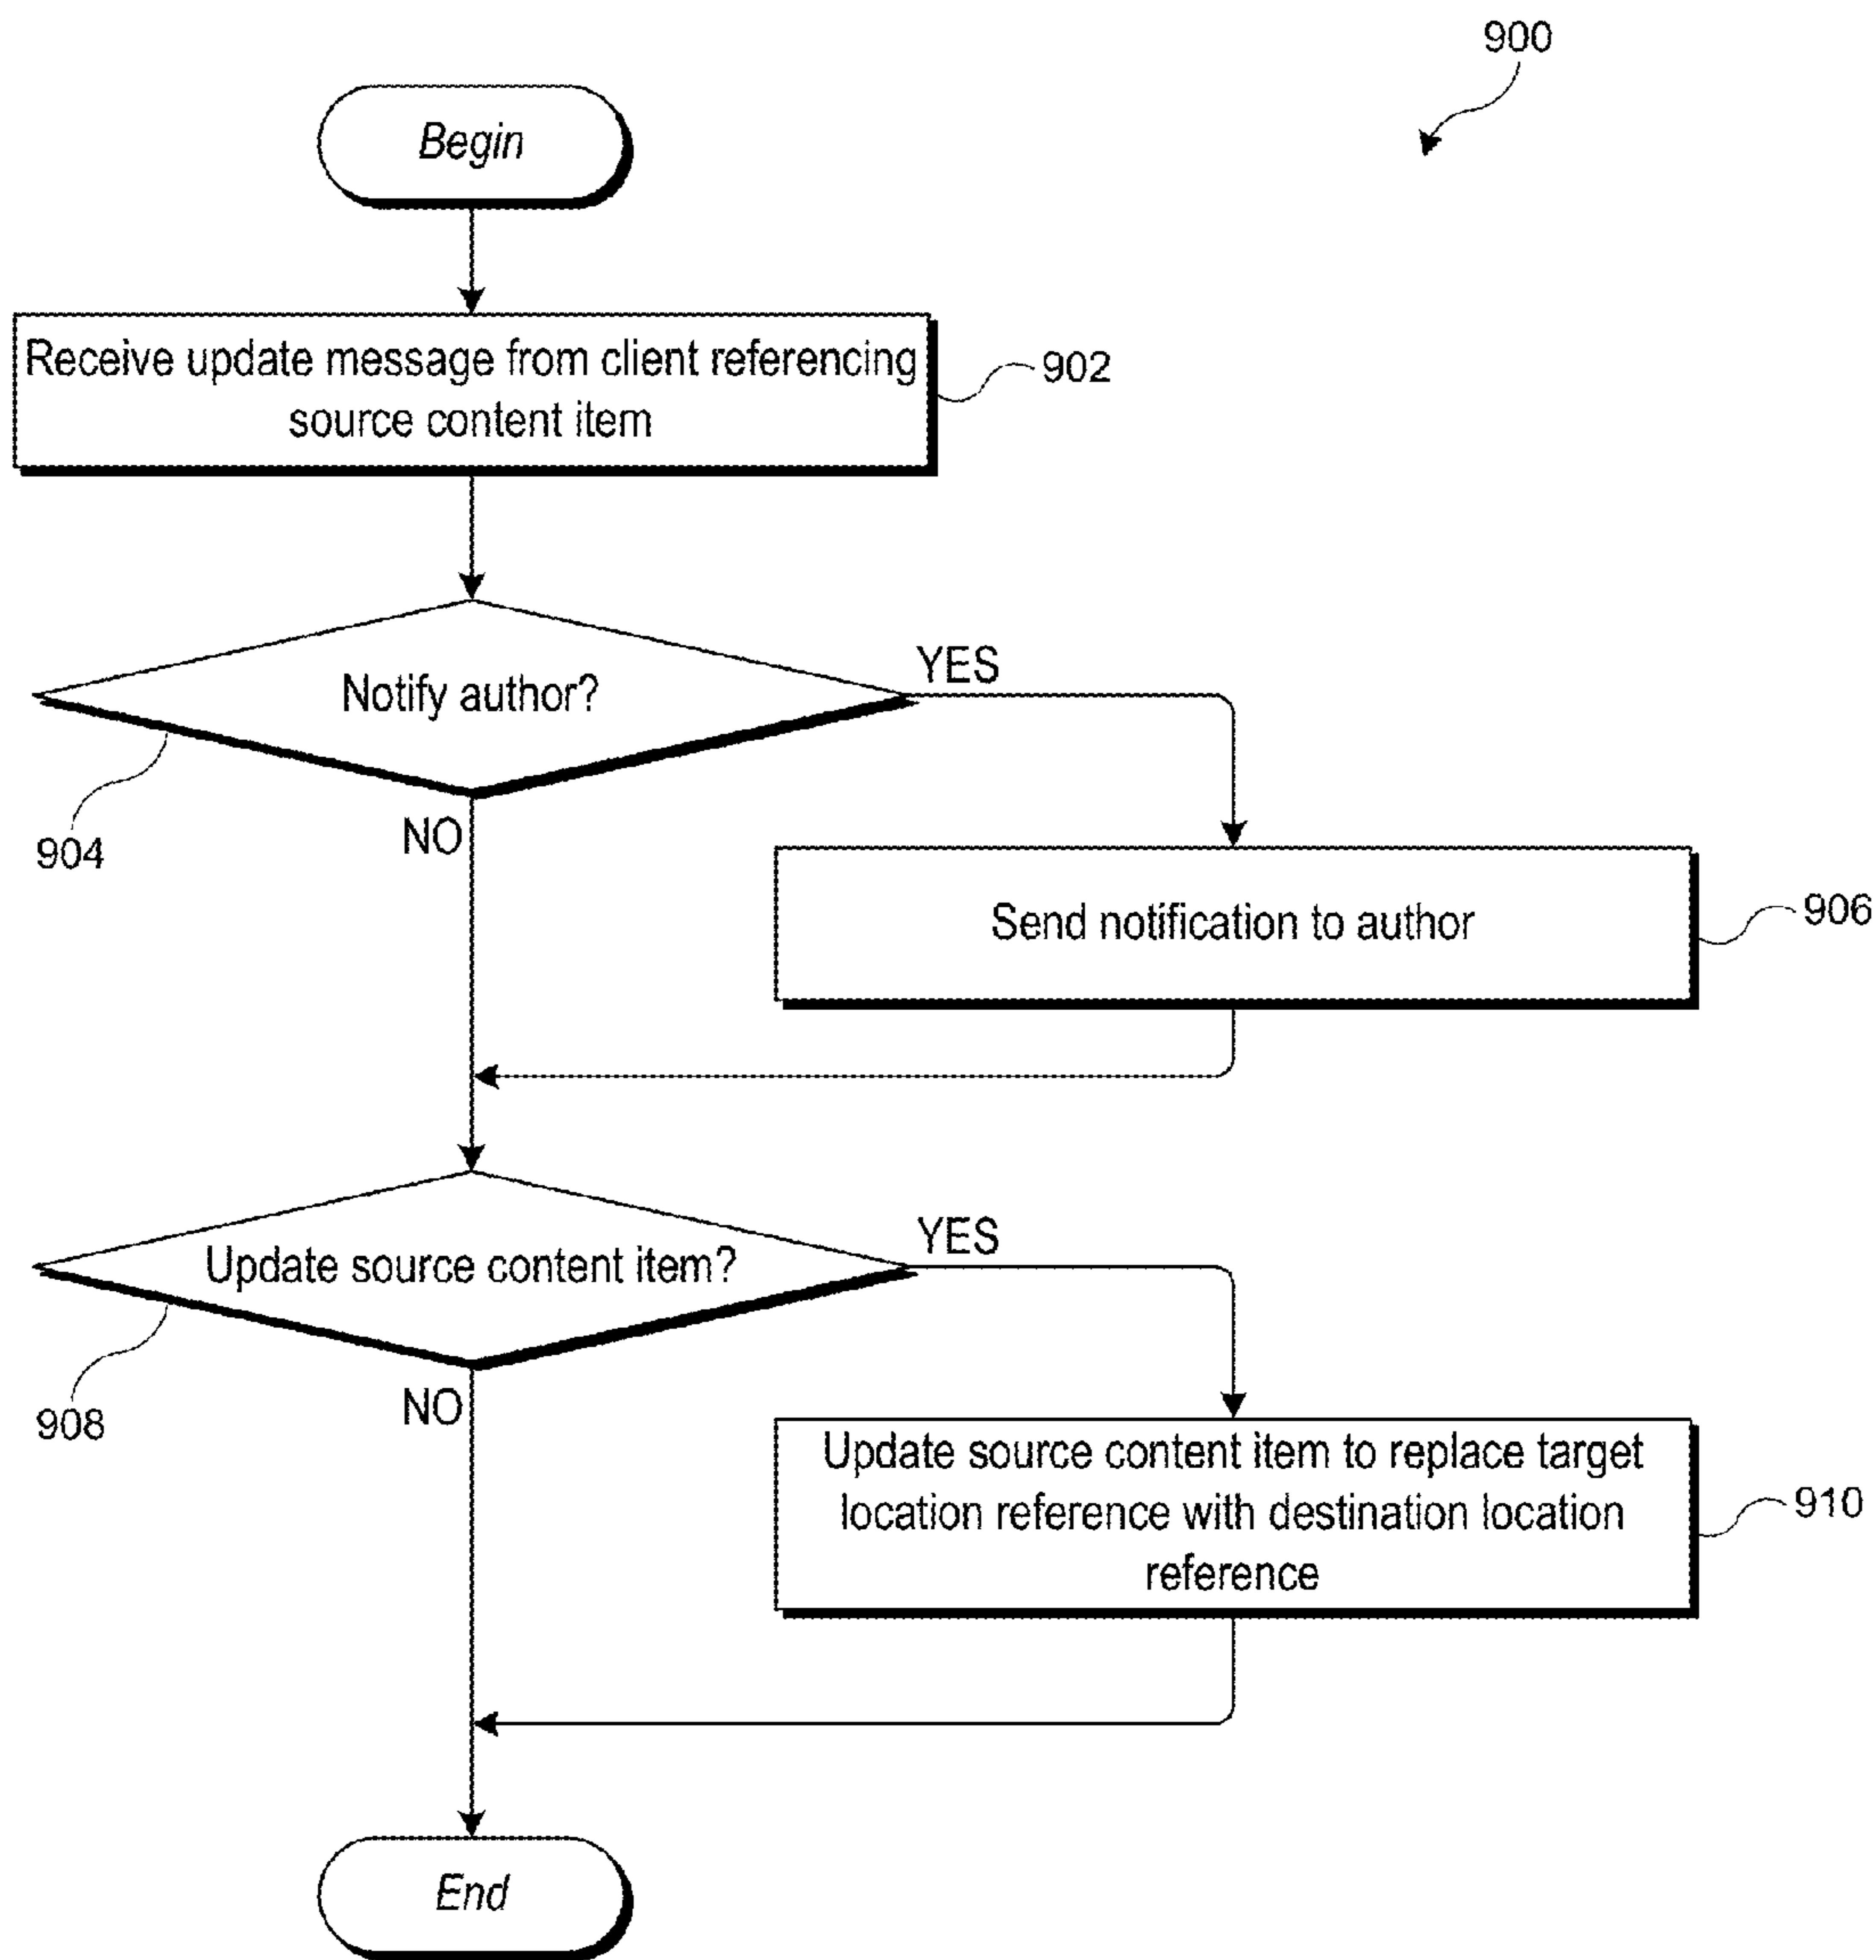 900
Begin
Receive update message from client referencing
source content item
902
Notify author?
YES
904
NO
Send notification to author
906
Update source content item?
YES
908
NO
Update source content item to replace target
location reference with destination location
reference
910
End